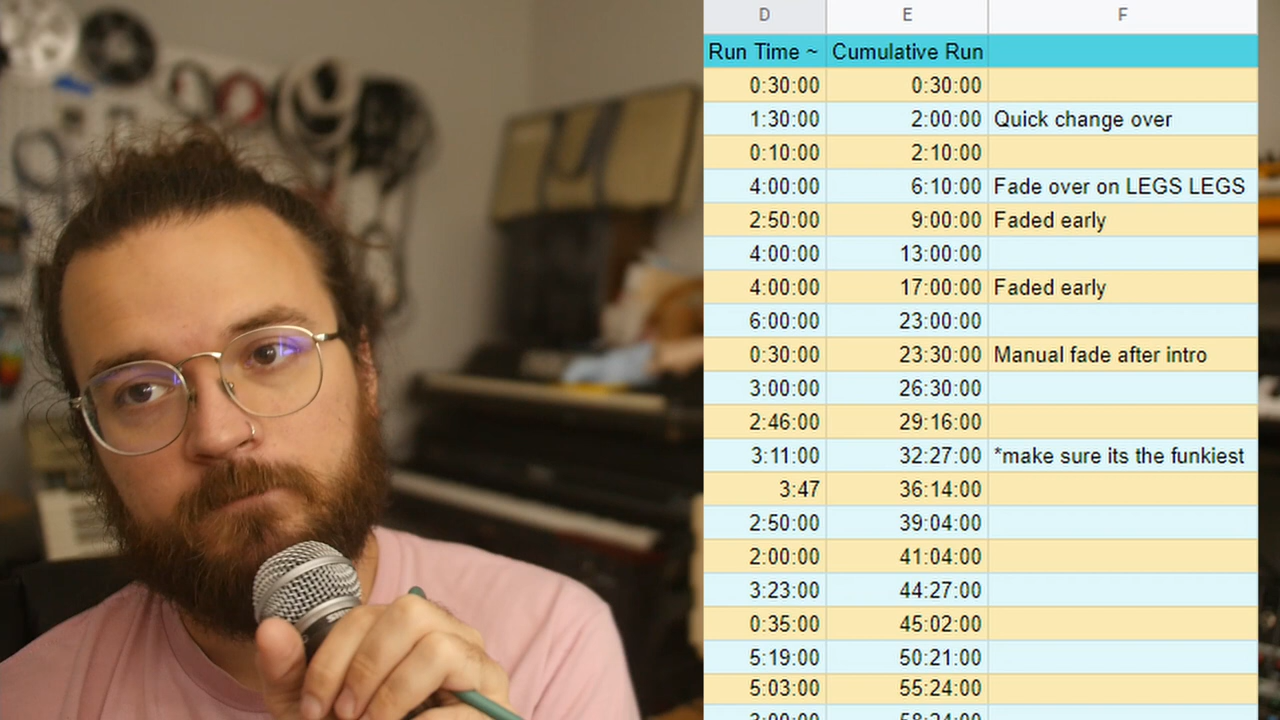 D E F
Run Time ~ Cumulative Run
0:30:00 0:30:00
1:30:00 2:00:00 Quick change over
0:10:00 2:10:00
4:00:00 6:10:00 Fade over on LEGS LEGS
2:50:00 9:00:00 Faded early
4:00:00 13:00:00
4:00:00 17:00:00 Faded early
6:00:00 23:00:00
0:30:00 23:30:00 Manual fade after intro
3:00:00 26:30:00
2:46:00 29:16:00
3:11:00 32:27:00 *make sure its the funkiest
3:47 36:14:00
2:50:00 39:04:00
2:00:00 41:04:00
3:23:00 44:27:00
0:35:00 45:02:00
5:19:00 50:21:00
5:03:00 55:24:00
3:00:00 58:24:00